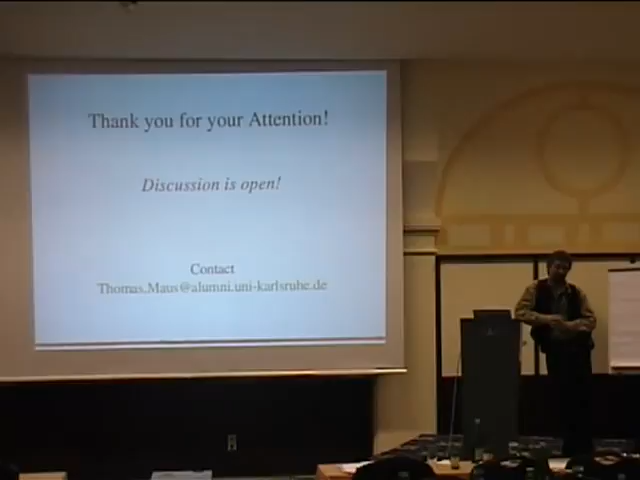 Thank you for your Attention!
Discussion is open!
Contact
Thomas.Maus@alumni.uni-karlsruhe.de